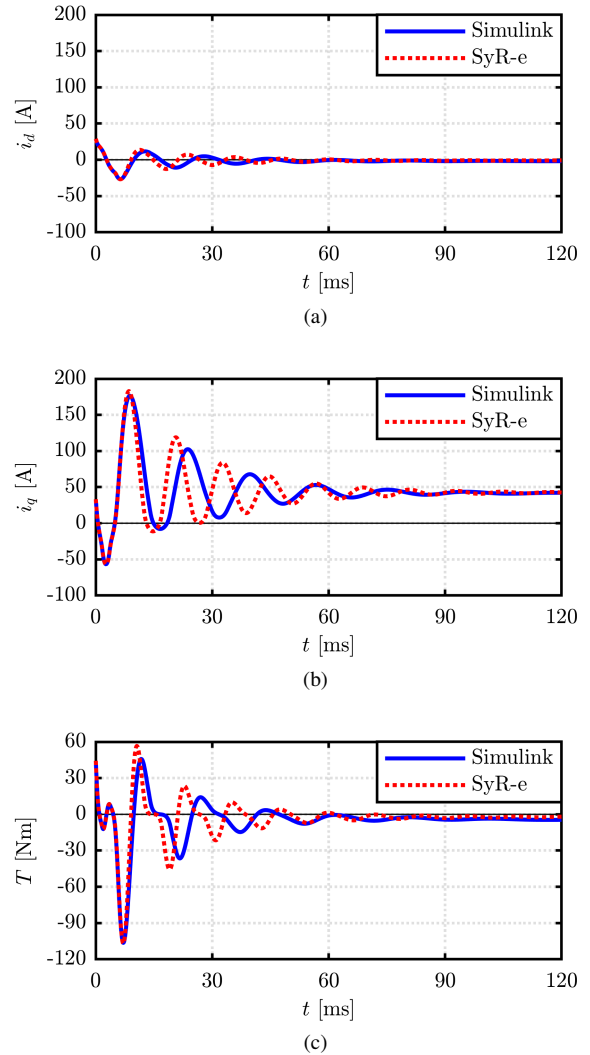 200
150
100
50
0
-50
-100
i_d [A]
Simulink
SyR-e
0 30 60 90 120
t [ms]
(a)
200
150
100
50
0
-50
-100
i_q [A]
Simulink
SyR-e
0 30 60 90 120
t [ms]
(b)
60
30
0
-30
-60
-90
-120
T [Nm]
Simulink
SyR-e
0 30 60 90 120
t [ms]
(c)